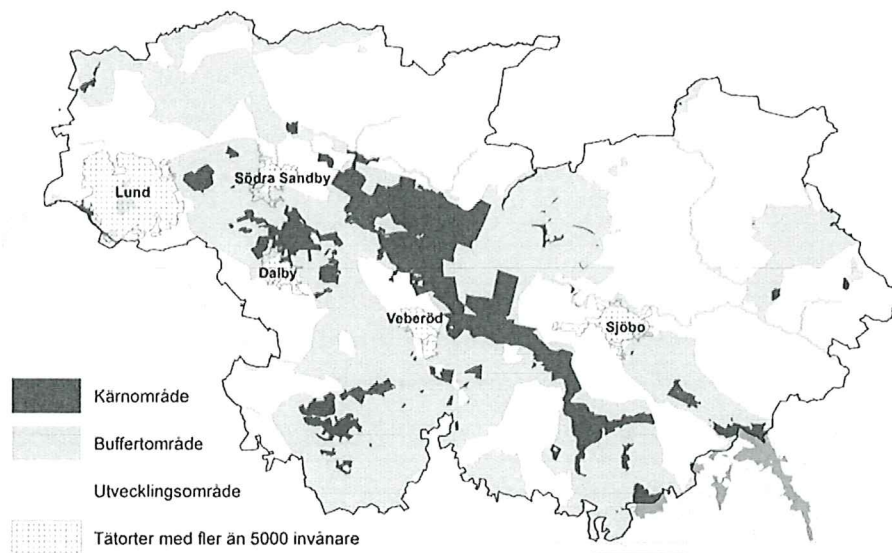 Lund
Södra Sandby
Dalby
Veberöd
Sjöbo
Kärnområde
Buffertområde
Utvecklingsområde
Tätorter med fler än 5000 invånare